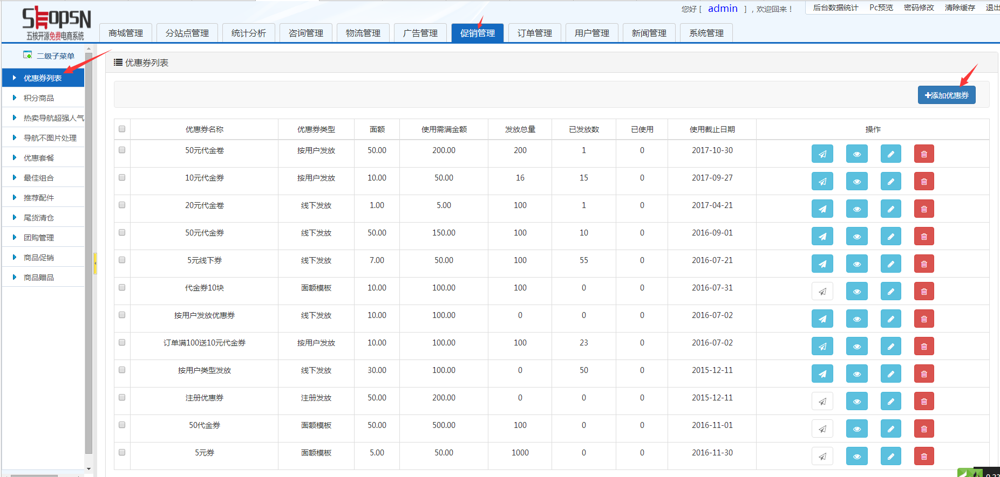 您好 [ admin ] , 欢迎回来！ 后台数据统计 Pc预览 密码修改 清除缓存 退出
SHOPSN
五核开源免费电商系统
商城管理 分站点管理 统计分析 咨询管理 物流管理 广告管理 促销管理 订单管理 用户管理 新闻管理 系统管理
二级子菜单
优惠券列表
积分商品
热卖导航超强人气
导航不图片处理
优惠套餐
最佳组合
推荐配件
尾货清仓
团购管理
商品促销
商品赠品
优惠券列表
添加优惠券
优惠券名称 优惠券类型 面额 使用需满金额 发放总量 已发放数 已使用 使用截止日期 操作
50元代金卷 按用户发放 50.00 200.00 200 1 0 2017-10-30
10元代金券 按用户发放 10.00 50.00 16 15 0 2017-09-27
20元代金卷 线下发放 1.00 5.00 100 1 0 2017-04-21
50元代金券 线下发放 50.00 150.00 100 10 0 2016-09-01
5元线下券 线下发放 7.00 50.00 100 55 0 2016-07-21
代金券10块 面额模板 10.00 100.00 100 0 0 2016-07-31
按用户发放优惠券 线下发放 10.00 100.00 0 0 0 2016-07-02
订单满100送10元代金券 按用户发放 10.00 100.00 100 23 0 2016-07-02
按用户类型发放 线下发放 30.00 100.00 0 50 0 2015-12-11
注册优惠券 注册发放 50.00 200.00 0 0 0 2015-12-11
50代金券 面额模板 50.00 500.00 100 0 0 2016-11-01
5元券 面额模板 5.00 50.00 1000 0 0 2016-11-30